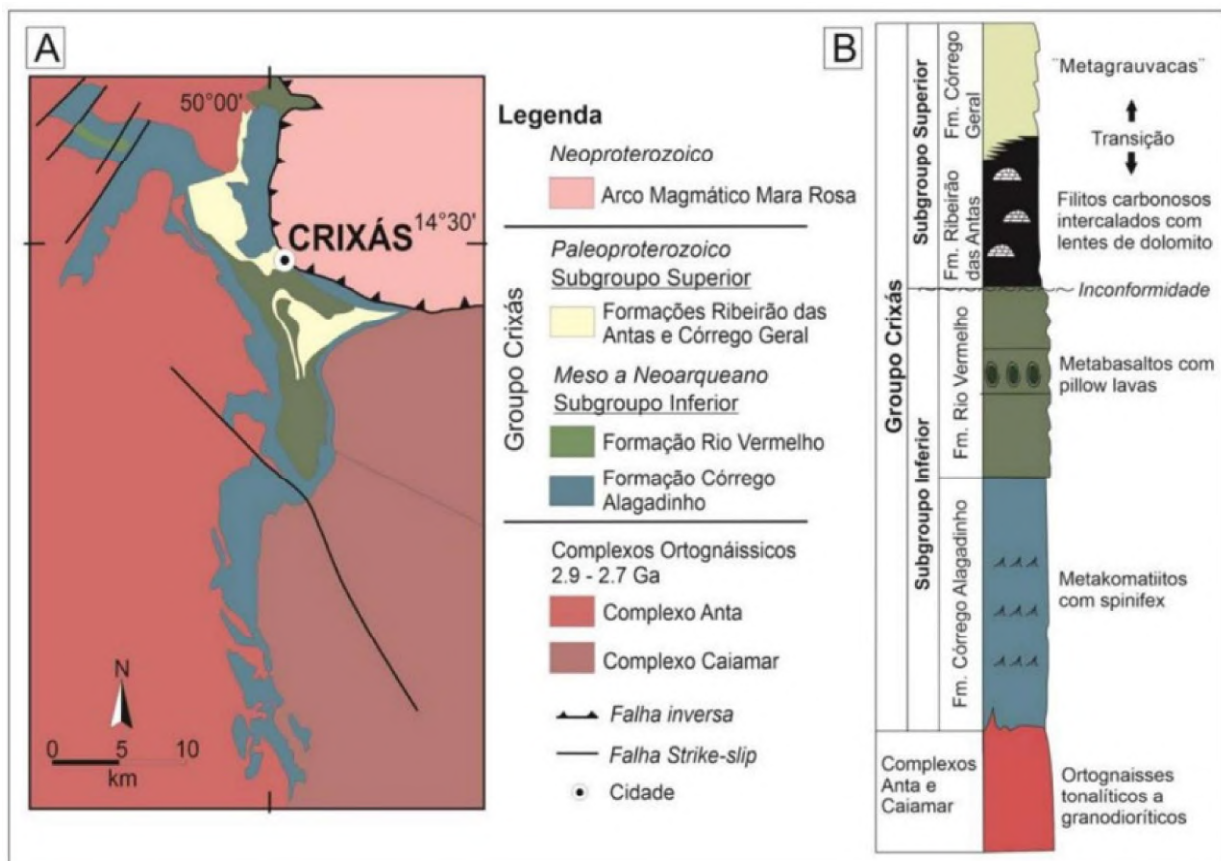 A
50°00'
14°30'
CRIXÁS
N
0 5 10
km
Legenda
Neoproterozoico
Arco Magmático Mara Rosa
Groupo Crixás
Paleoproterozoico
Subgroupo Superior
Formações Ribeirão das
Antas e Córrego Geral
Meso a Neoarqueano
Subgroupo Inferior
Formação Rio Vermelho
Formação Córrego
Alagadinho
Complexos Ortognáissicos
2.9 - 2.7 Ga
Complexo Anta
Complexo Caiamar
Falha inversa
Falha Strike-slip
Cidade
B
Groupo Crixás
Subgroupo Superior
Fm. Córrego
Geral
Fm. Ribeirão
das Antas
Subgroupo Inferior
Fm. Rio Vermelho
Fm. Córrego Alagadinho
Complexos
Anta e
Caiamar
¨Metagrauvacas¨
Transição
Filitos carbonosos
intercalados com
lentes de dolomito
Inconformidade
Metabasaltos com
pillow lavas
Metakomatiitos
com spinifex
Ortognaisses
tonalíticos a
granodioríticos